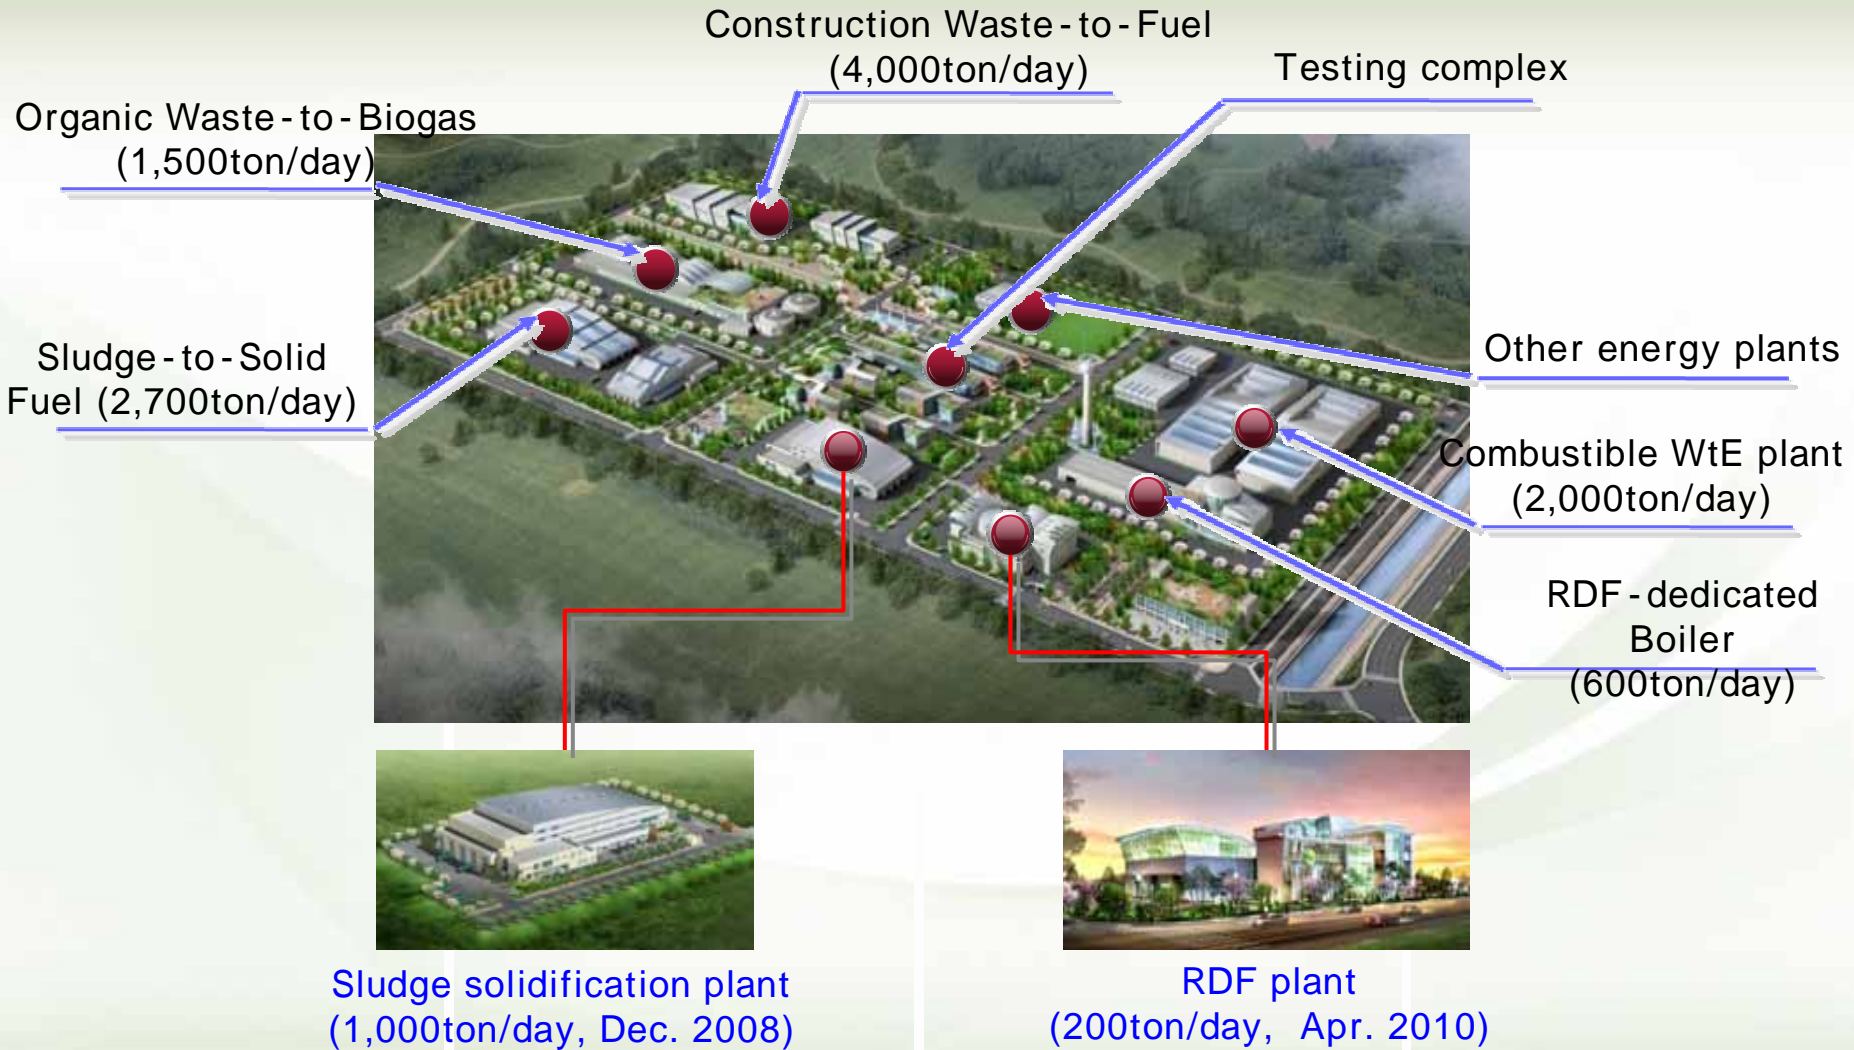 Construction Waste-to-Fuel
(4,000ton/day)
Testing complex
Organic Waste-to-Biogas
(1,500ton/day)
Sludge-to-Solid
Fuel (2,700ton/day)
Other energy plants
Combustible WtE plant
(2,000ton/day)
RDF-dedicated
Boiler
(600ton/day)
Sludge solidification plant
(1,000ton/day, Dec. 2008)
RDF plant
(200ton/day, Apr. 2010)